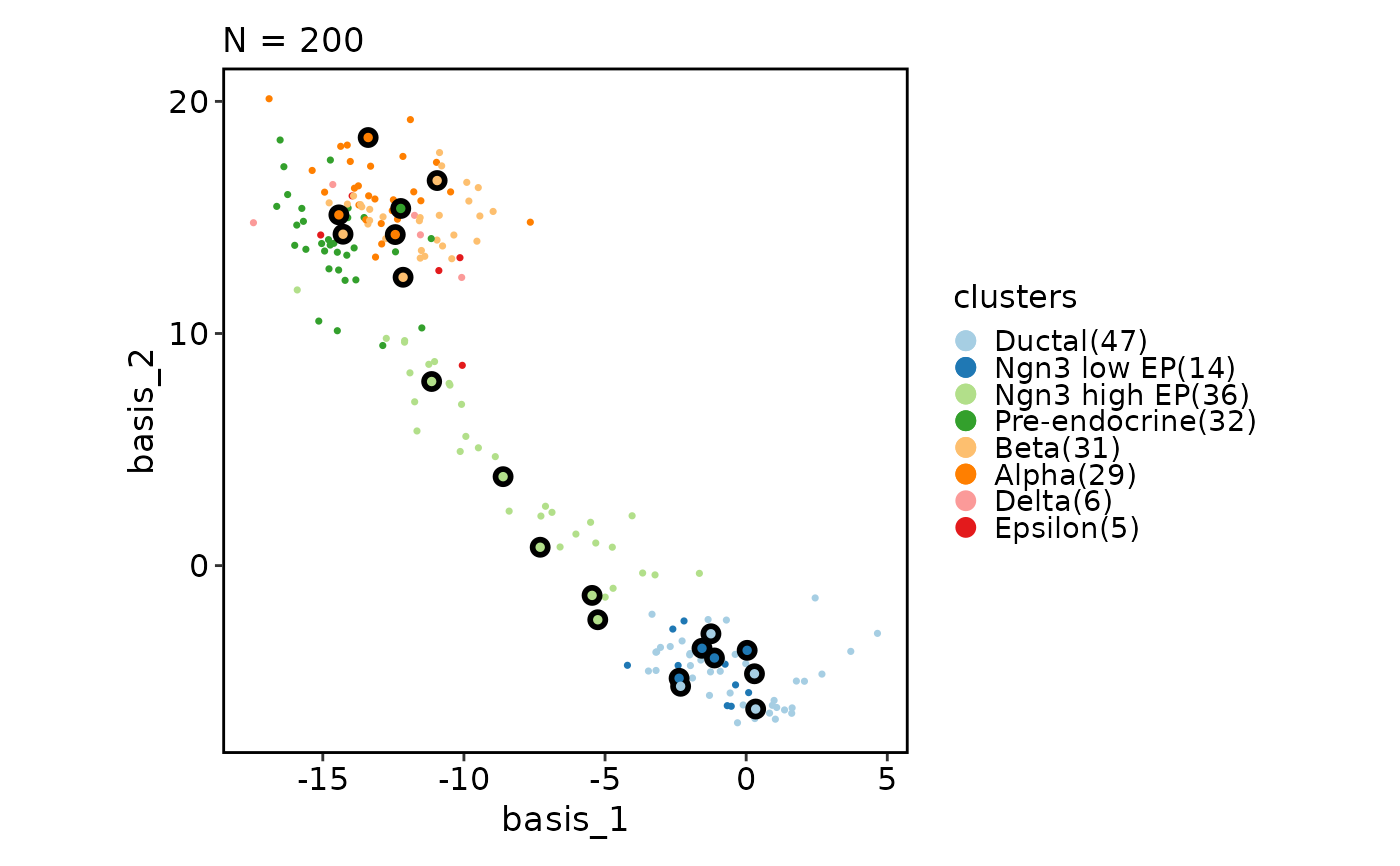 N = 200
20
10
0
basis_2
-15
-10
-5
0
5
basis_1
clusters
Ductal(47)
Ngn3 low EP(14)
Ngn3 high EP(36)
Pre-endocrine(32)
Beta(31)
Alpha(29)
Delta(6)
Epsilon(5)